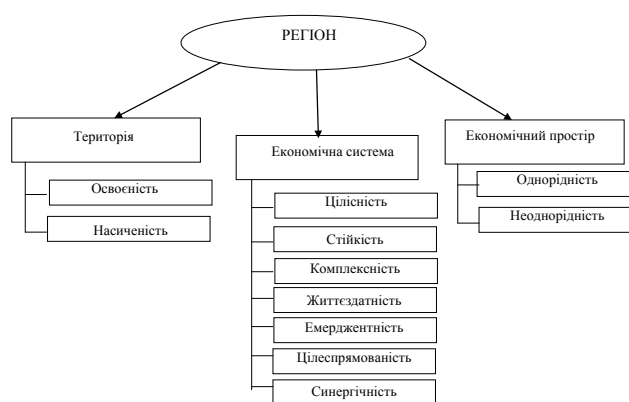 РЕГІОН
Територія
Освоєність
Насиченість
Економічна система
Цілісність
Стійкість
Комплексність
Життєздатність
Емерджентність
Цілеспрямованість
Синергічність
Економічний простір
Однорідність
Неоднорідність